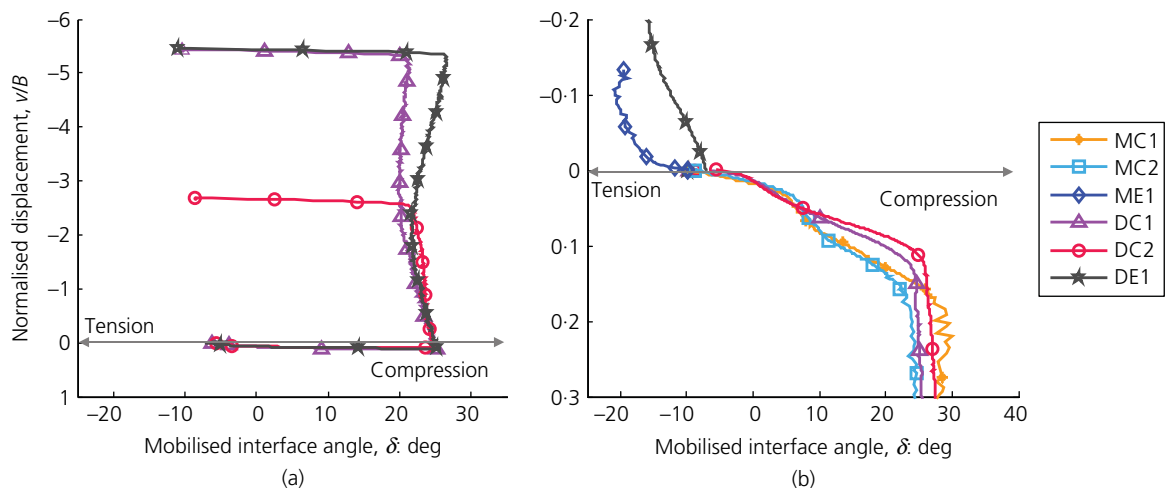 Normalised displacement, v/B
–6
–5
–4
–3
–2
–1
0
1
Tension
Compression
–20
–10
0
10
20
30
Mobilised interface angle, δ: deg
(a)
–0·2
–0·1
0
0·1
0·2
0·3
Tension
Compression
–20
–10
0
10
20
30
40
Mobilised interface angle, δ: deg
(b)
MC1
MC2
ME1
DC1
DC2
DE1